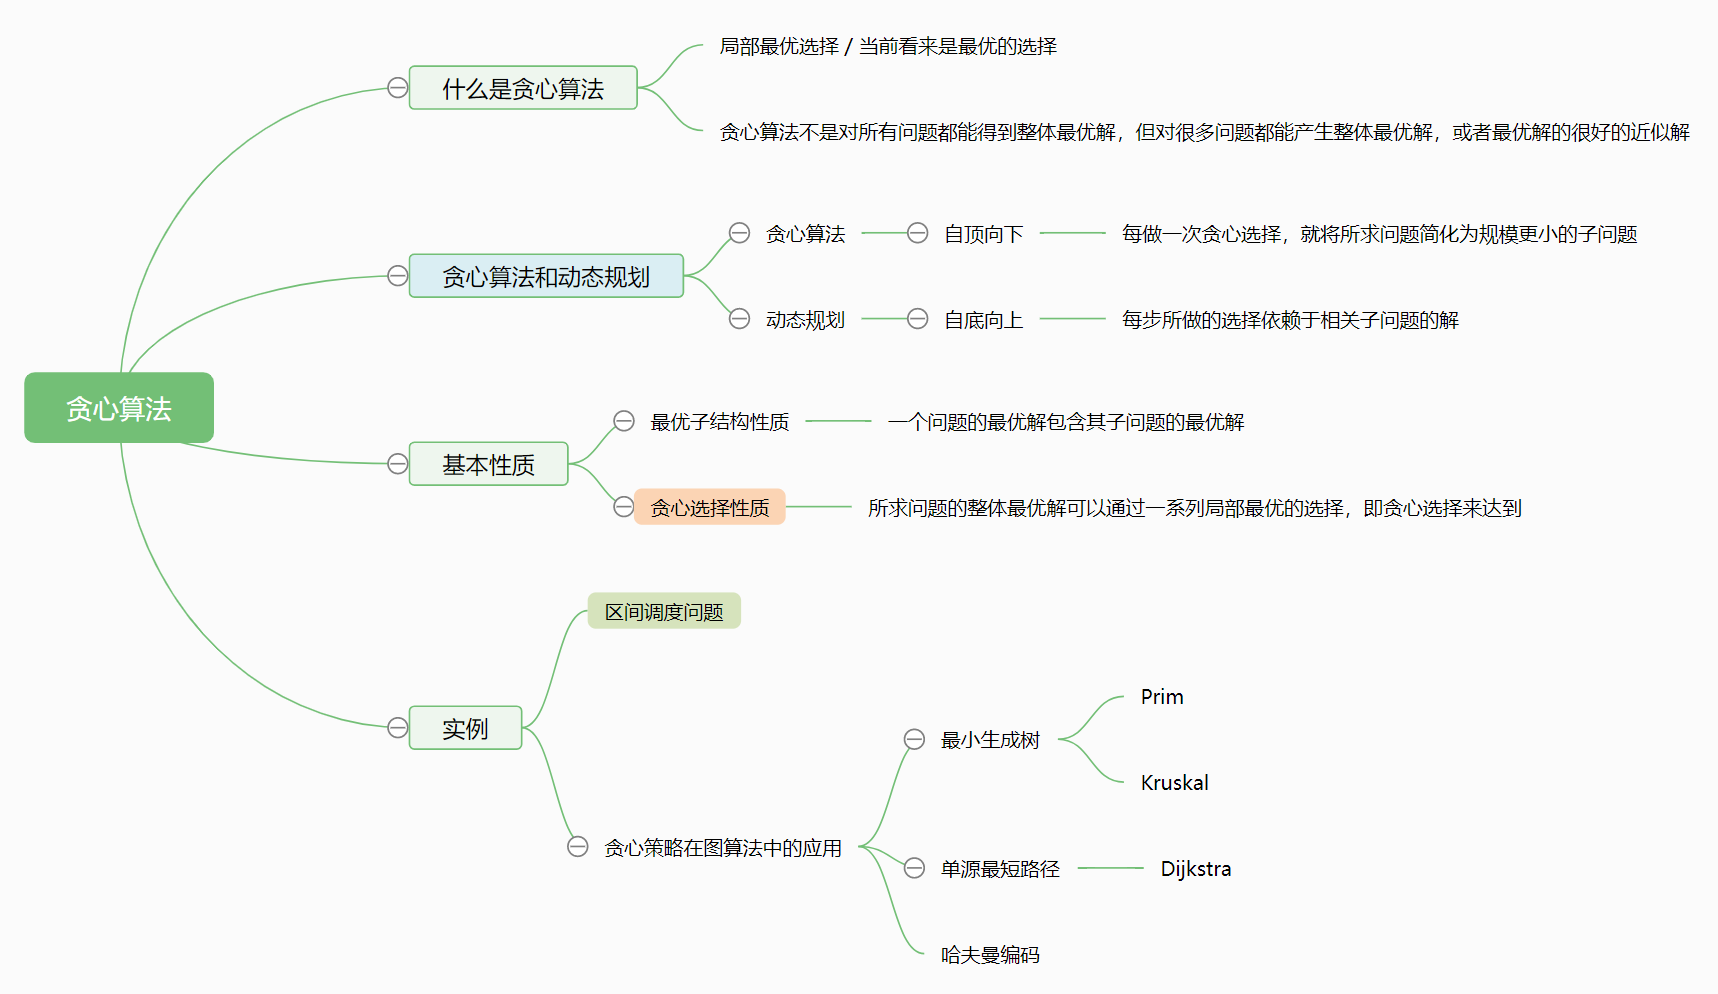 贪心算法
什么是贪心算法
局部最优选择 / 当前看来是最优的选择
贪心算法不是对所有问题都能得到整体最优解，但对很多问题都能产生整体最优解，或者最优解的很好的近似解
贪心算法和动态规划
贪心算法
自顶向下
每做一次贪心选择，就将所求问题简化为规模更小的子问题
动态规划
自底向上
每步所做的选择依赖于相关子问题的解
基本性质
最优子结构性质
一个问题的最优解包含其子问题的最优解
贪心选择性质
所求问题的整体最优解可以通过一系列局部最优的选择，即贪心选择来达到
实例
区间调度问题
贪心策略在图算法中的应用
最小生成树
Prim
Kruskal
单源最短路径
Dijkstra
哈夫曼编码